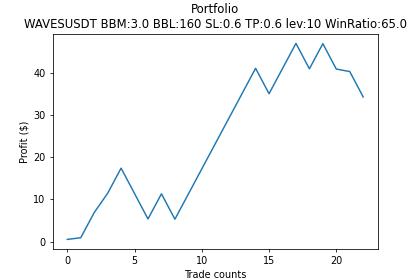 Portfolio
WAVESUSDT BBM:3.0 BBL:160 SL:0.6 TP:0.6 lev:10 WinRatio:65.0
Profit ($)
40
30
20
10
0
0 5 10 15 20
Trade counts